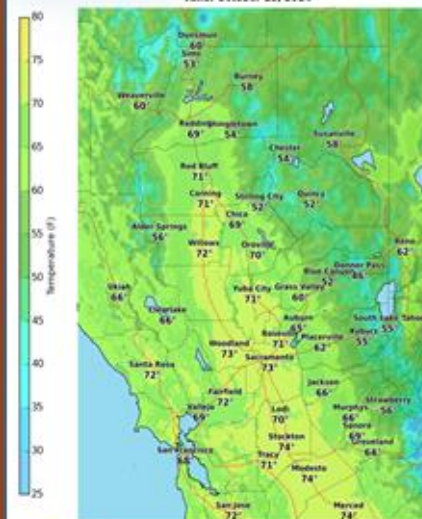 80
75
70
65
60
55
50
45
40
35
30
25
Temperature (F)
Dunsmuir
60°
Sims
53°
Burney
58°
Weaverville
60°
Redding
69°
Shingletown
54°
Susanville
58°
Chester
54°
Red Bluff
71°
Corning
71°
Stirling City
52°
Quincy
52°
Chico
69°
Alder Springs
56°
Willows
72°
Oroville
70°
Reno
62°
Donner Pass
46°
Blue Canyon
52°
Ukiah
66°
Yuba City
71°
Grass Valley
60°
Clearlake
66°
Auburn
65°
South Lake Tahoe
55°
Roseville
71°
Placerville
62°
Kyburz
55°
Woodland
73°
Sacramento
73°
Santa Rosa
72°
Jackson
66°
Fairfield
72°
Strawberry
56°
Vallejo
69°
Lodi
70°
Murphys
66°
Sonora
69°
Groveland
64°
Stockton
74°
San Francisco
68°
Tracy
71°
Modesto
74°
San Jose
72°
Merced
74°